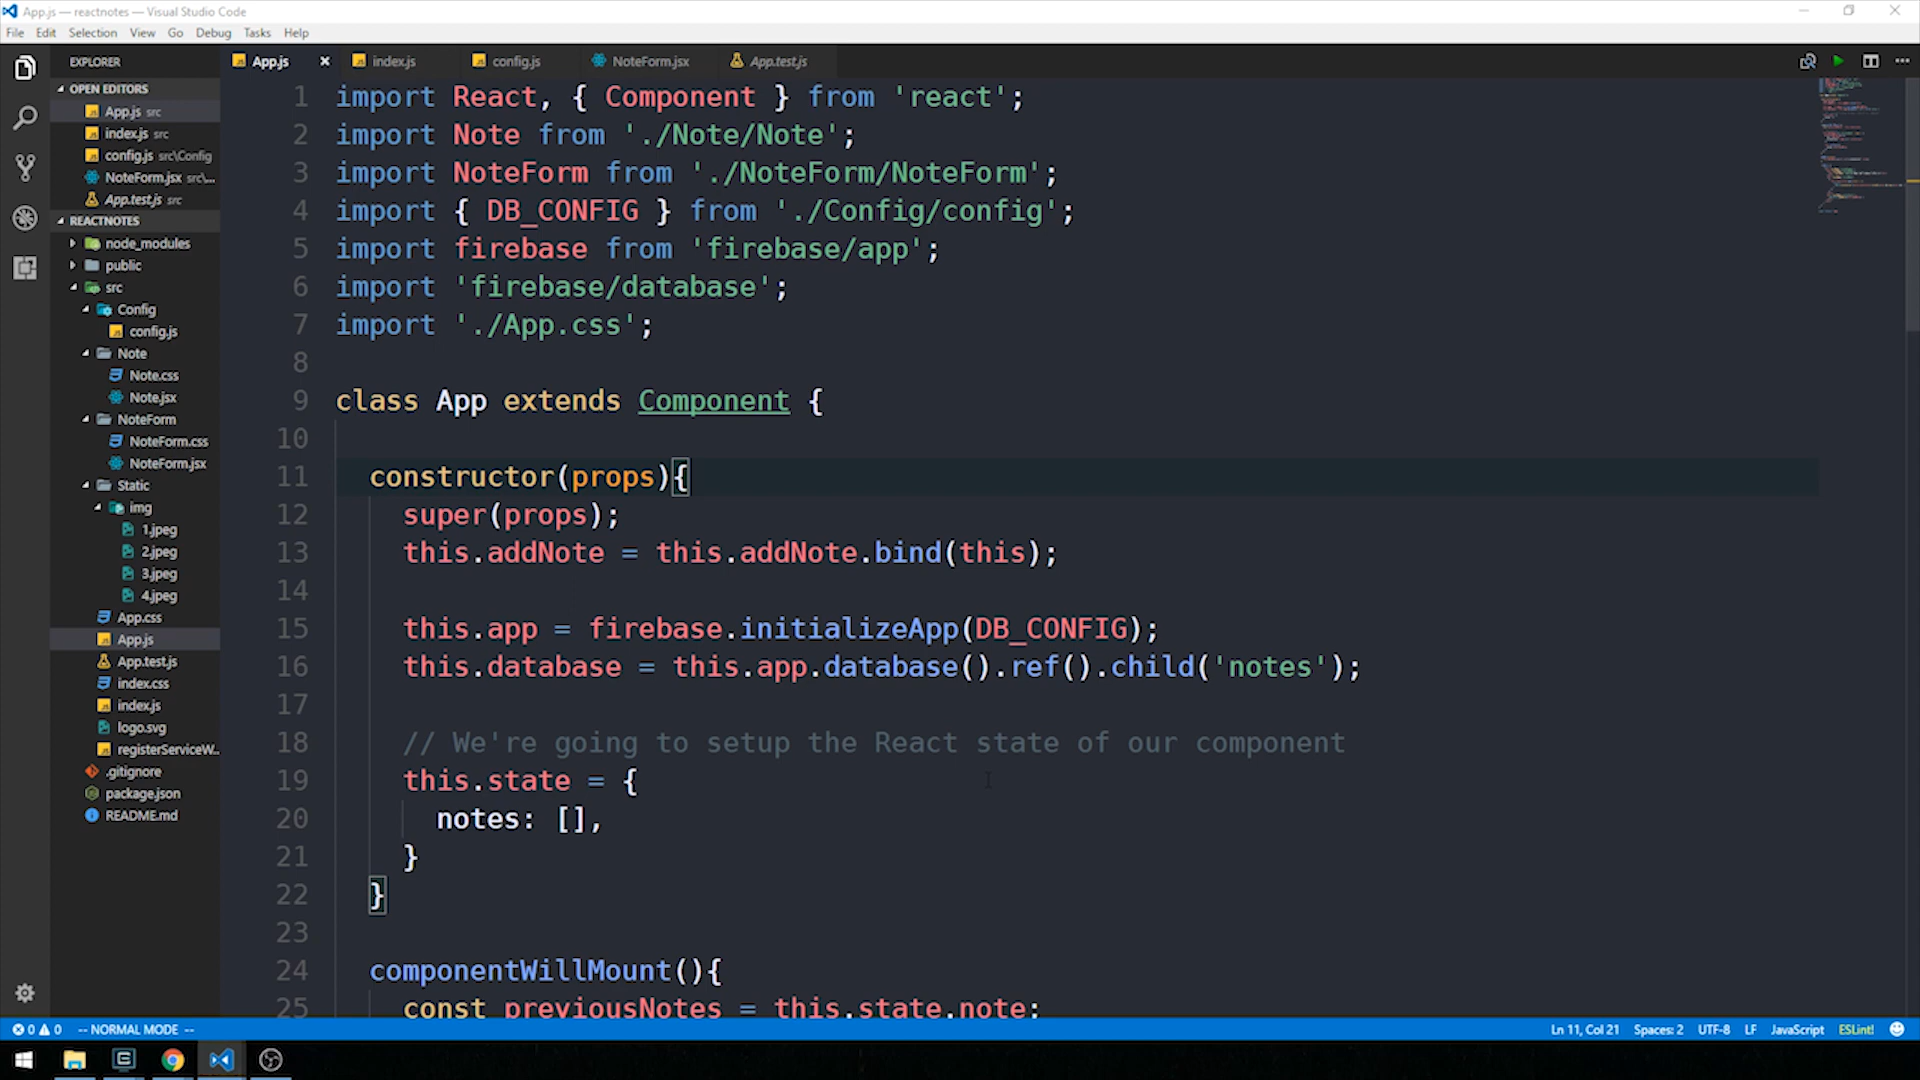 App.js — reactnotes — Visual Studio Code
File Edit Selection View Go Debug Tasks Help
EXPLORER
OPEN EDITORS
App.js src
index.js src
config.js src\Config
NoteForm.jsx src\...
App.test.js src
REACTNOTES
node_modules
public
src
Config
config.js
Note
Note.css
Note.jsx
NoteForm
NoteForm.css
NoteForm.jsx
Static
img
1.jpeg
2.jpeg
3.jpeg
4.jpeg
App.css
App.js
App.test.js
index.css
index.js
logo.svg
registerServiceW...
.gitignore
package.json
README.md
App.js index.js config.js NoteForm.jsx App.test.js
1 import React, { Component } from 'react';
2 import Note from './Note/Note';
3 import NoteForm from './NoteForm/NoteForm';
4 import { DB_CONFIG } from './Config/config';
5 import firebase from 'firebase/app';
6 import 'firebase/database';
7 import './App.css';
8
9 class App extends Component {
10
11 constructor(props){
12 super(props);
13 this.addNote = this.addNote.bind(this);
14
15 this.app = firebase.initializeApp(DB_CONFIG);
16 this.database = this.app.database().ref().child('notes');
17
18 // We're going to setup the React state of our component
19 this.state = {
20 notes: [],
21 }
22 }
23
24 componentWillMount(){
25 const previousNotes = this.state.note;
0 0 -- NORMAL MODE -- Ln 11, Col 21 Spaces: 2 UTF-8 LF JavaScript ESLint!